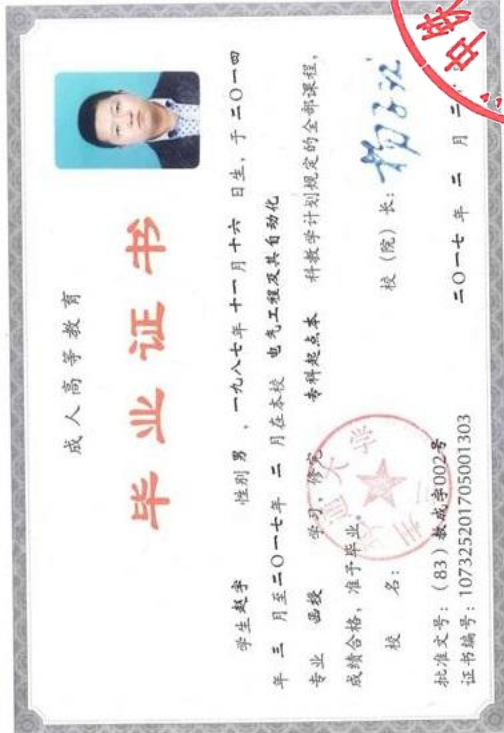 成人高等教育
毕业证书
学生 赵宇 性别 男 ，一九八七年 十一月 十六 日生，于 二〇一四
年 三 月至 二〇一七年 二 月在本校 电气工程及其自动化
专业 函授 学习，修完 专科起点本 科教学计划规定的全部课程，
成绩合格，准予毕业。
校 名： 校（院）长：
批准文号：（83）教成字002号
二〇一七 年 二 月 二
证书编号：107325201705001303